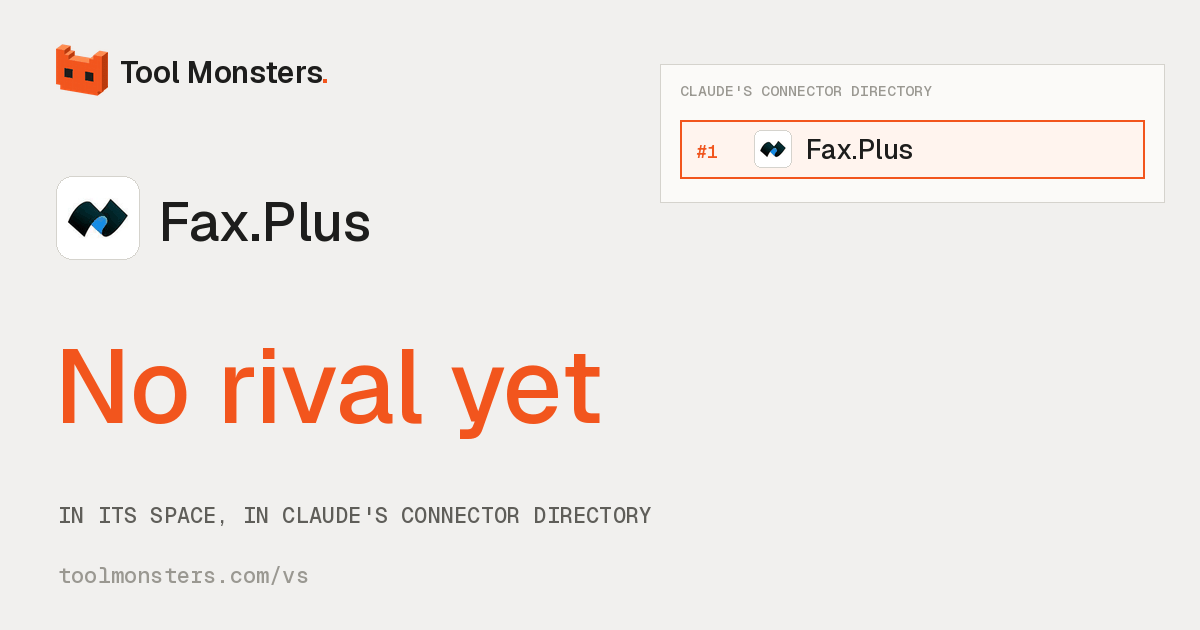 Tool Monsters.
CLAUDE'S CONNECTOR DIRECTORY
#1 Fax.Plus
Fax.Plus
No rival yet
IN ITS SPACE, IN CLAUDE'S CONNECTOR DIRECTORY
toolmonsters.com/vs